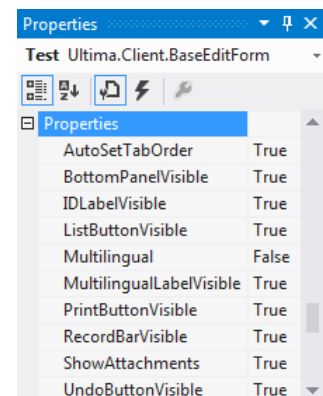 Properties
Test Ultima.Client.BaseEditForm
Properties
AutoSetTabOrder True
BottomPanelVisible True
IDLabelVisible True
ListButtonVisible True
Multilingual False
MultilingualLabelVisible True
PrintButtonVisible True
RecordBarVisible True
ShowAttachments True
UndoButtonVisible True